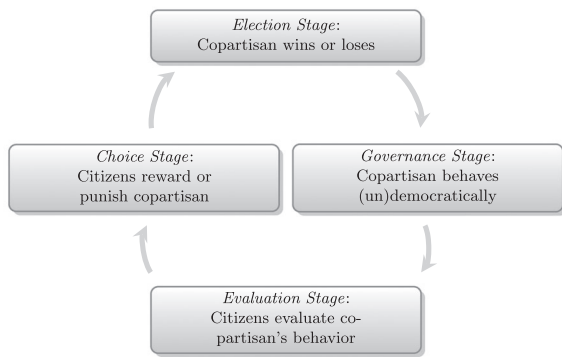 Election Stage:
Copartisan wins or loses
Choice Stage:
Citizens reward or
punish copartisan
Governance Stage:
Copartisan behaves
(un)democratically
Evaluation Stage:
Citizens evaluate co-
partisan's behavior